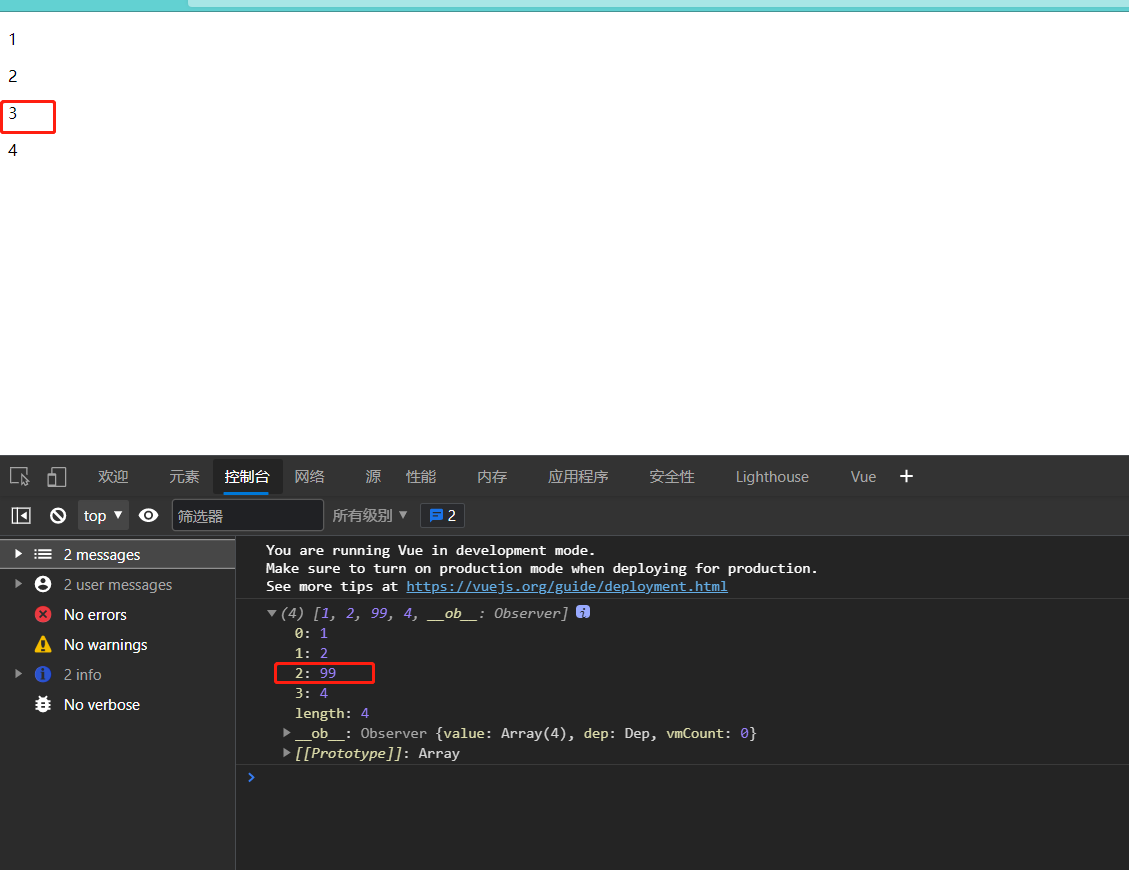 1
2
3
4
欢迎 元素 控制台 网络 源 性能 内存 应用程序 安全性 Lighthouse Vue +
top ▼ 筛选器 所有级别 ▼ 2
2 messages
2 user messages
No errors
No warnings
2 info
No verbose
You are running Vue in development mode.
Make sure to turn on production mode when deploying for production.
See more tips at https://vuejs.org/guide/deployment.html
(4) [1, 2, 99, 4, __ob__: Observer] i
0: 1
1: 2
2: 99
3: 4
length: 4
__ob__: Observer {value: Array(4), dep: Dep, vmCount: 0}
[[Prototype]]: Array